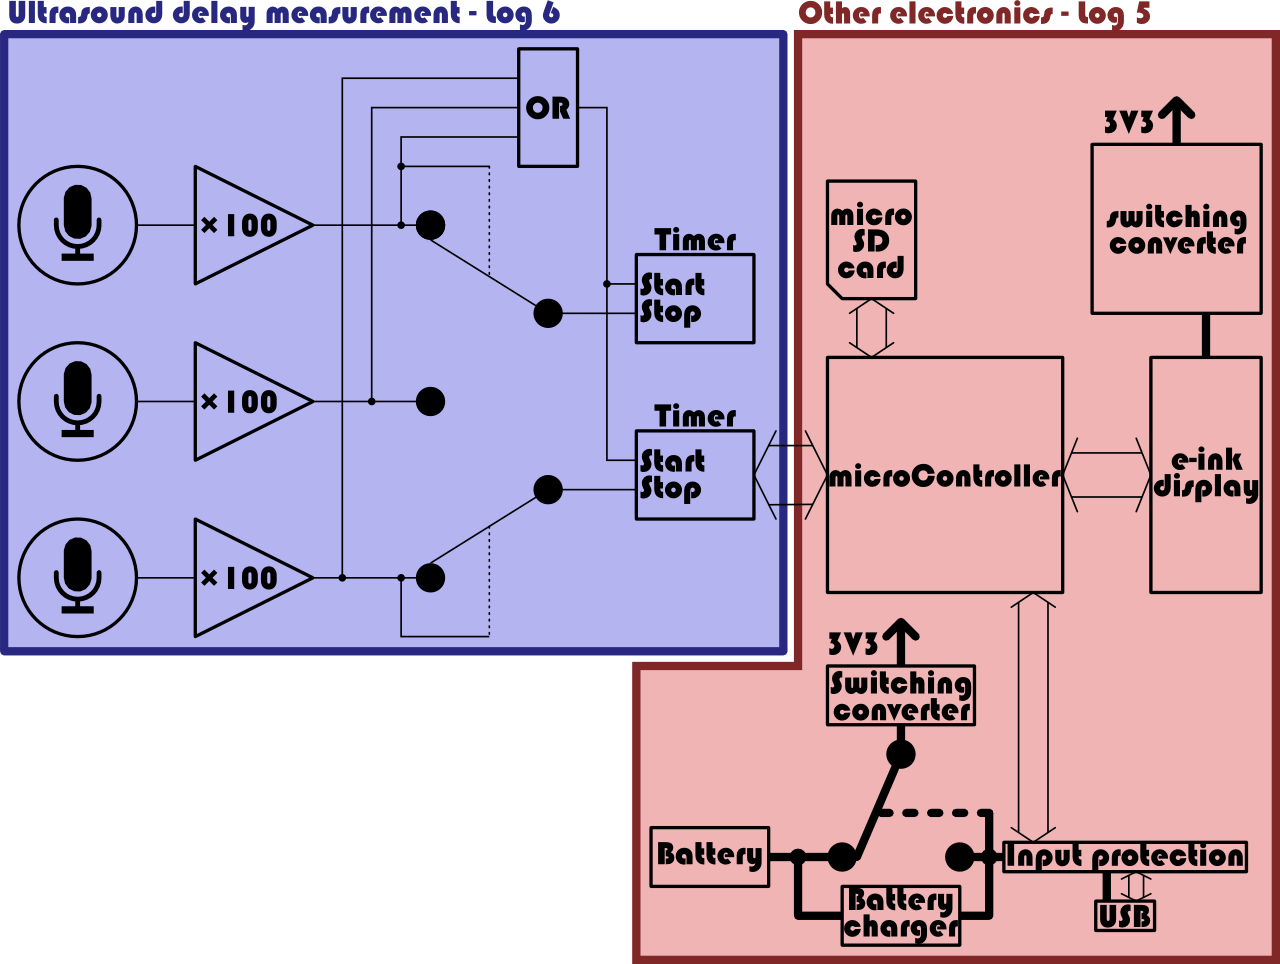 Ultrasound delay measurement - Log 6
Other electronics - Log 5
OR
× 100
Timer
Start
Stop
× 100
Timer
Start
Stop
× 100
3V3
switching
converter
micro
SD
card
microController
e-ink
display
3V3
Switching
converter
Battery
Battery
charger
Input protection
USB